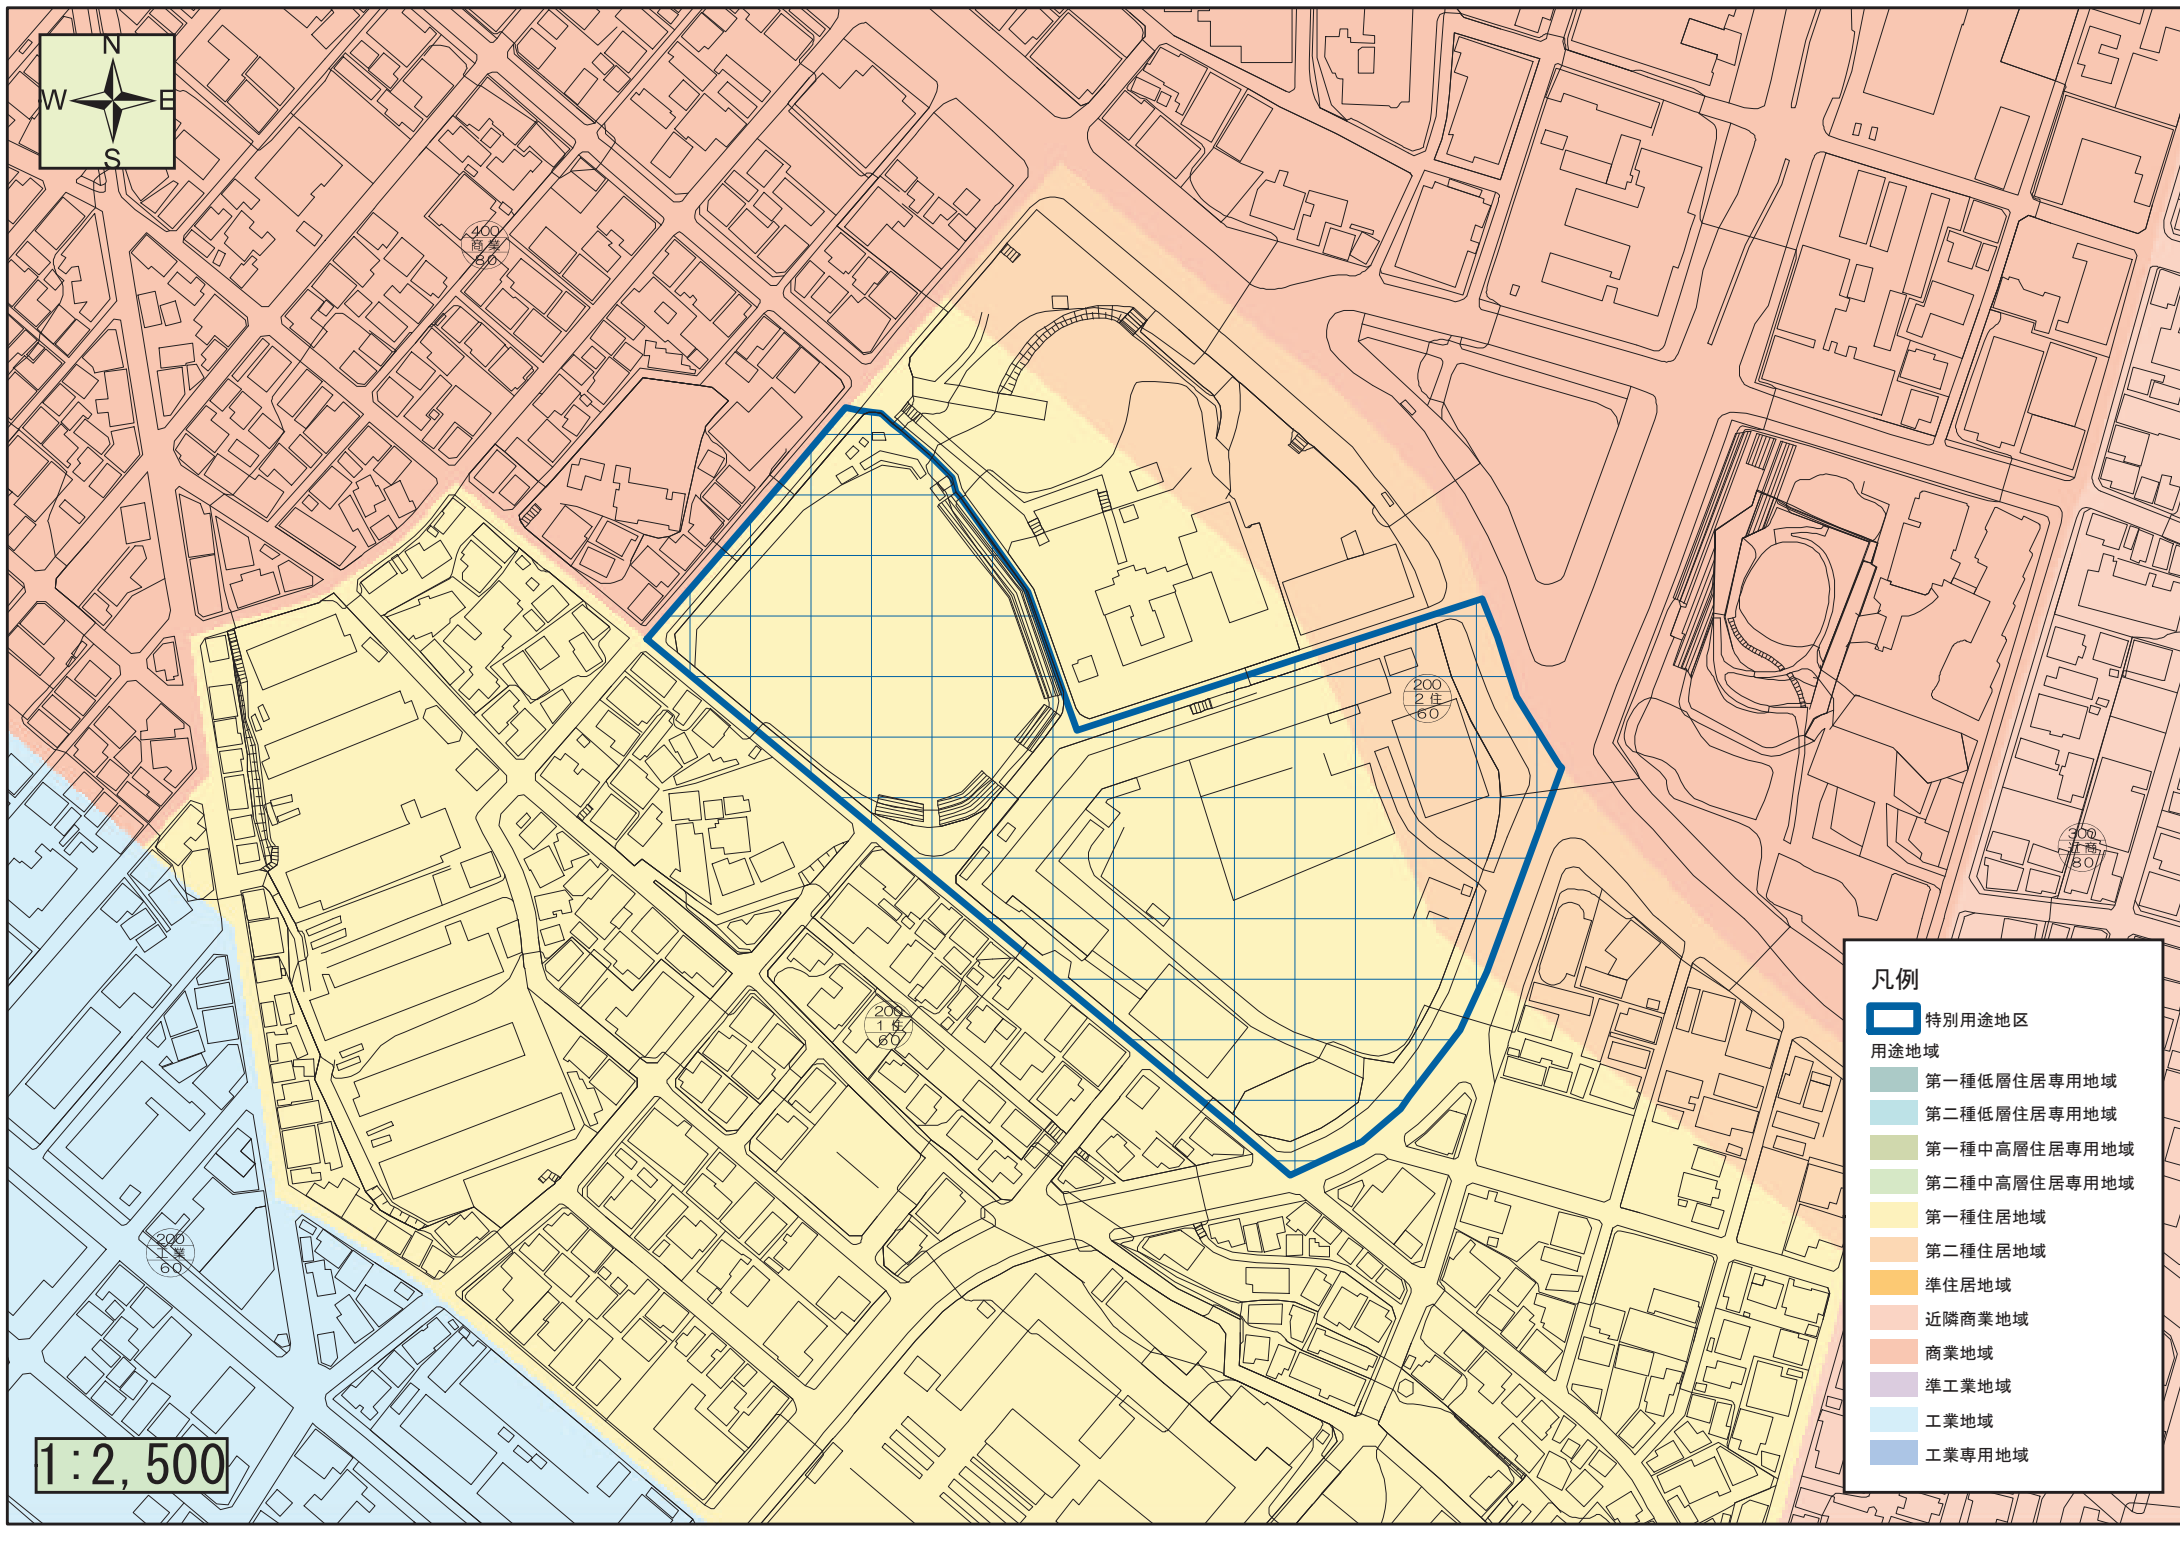 N
W E
S
400
商業
80
200
2住
60
300
近商
80
200
1住
60
200
工業
60
凡例
特別用途地区
用途地域
第一種低層住居専用地域
第二種低層住居専用地域
第一種中高層住居専用地域
第二種中高層住居専用地域
第一種住居地域
第二種住居地域
準住居地域
近隣商業地域
商業地域
準工業地域
工業地域
工業専用地域
1:2,500